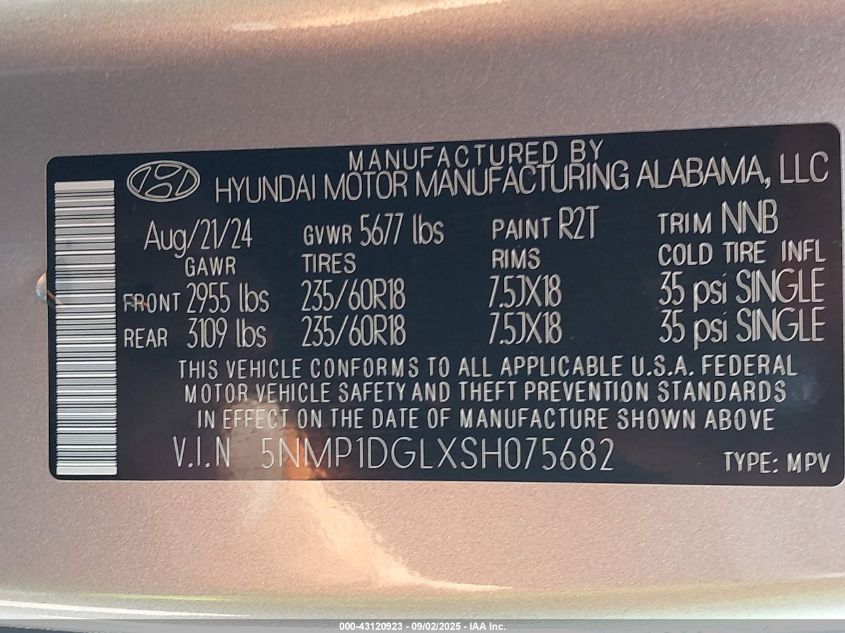 MANUFACTURED BY
HYUNDAI MOTOR MANUFACTURING ALABAMA, LLC
Aug/21/24 GVWR 5677 lbs PAINT R2T TRIM NNB
GAWR TIRES RIMS COLD TIRE INFL
FRONT 2955 lbs 235/60R18 7.5JX18 35 psi SINGLE
REAR 3109 lbs 235/60R18 7.5JX18 35 psi SINGLE
THIS VEHICLE CONFORMS TO ALL APPLICABLE U.S.A. FEDERAL
MOTOR VEHICLE SAFETY AND THEFT PREVENTION STANDARDS
IN EFFECT ON THE DATE OF MANUFACTURE SHOWN ABOVE
V.I.N 5NMP1DGLXSH075682 TYPE: MPV
000-43120923 - 09/02/2025 - IAA Inc.